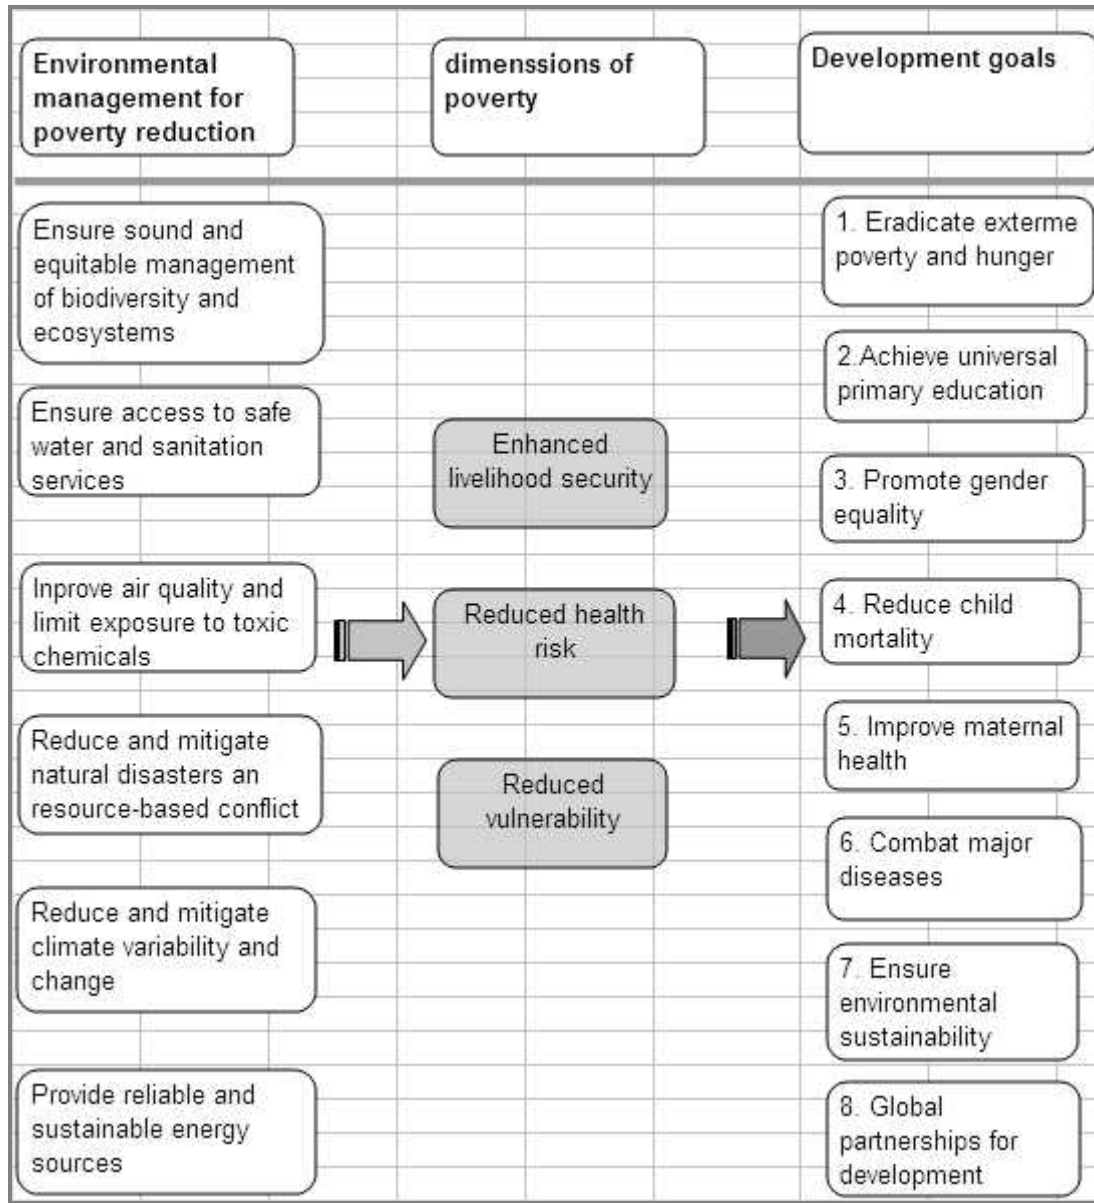 Environmental
management for
poverty reduction
dimenssions of
poverty
Development goals
Ensure sound and
equitable management
of biodiversity and
ecosystems
Ensure access to safe
water and sanitation
services
Inprove air quality and
limit exposure to toxic
chemicals
Reduce and mitigate
natural disasters an
resource-based conflict
Reduce and mitigate
climate variability and
change
Provide reliable and
sustainable energy
sources
Enhanced
livelihood security
Reduced health
risk
Reduced
vulnerability
1. Eradicate exterme
poverty and hunger
2.Achieve universal
primary education
3. Promote gender
equality
4. Reduce child
mortality
5. Improve maternal
health
6. Combat major
diseases
7. Ensure
environmental
sustainability
8. Global
partnerships for
development